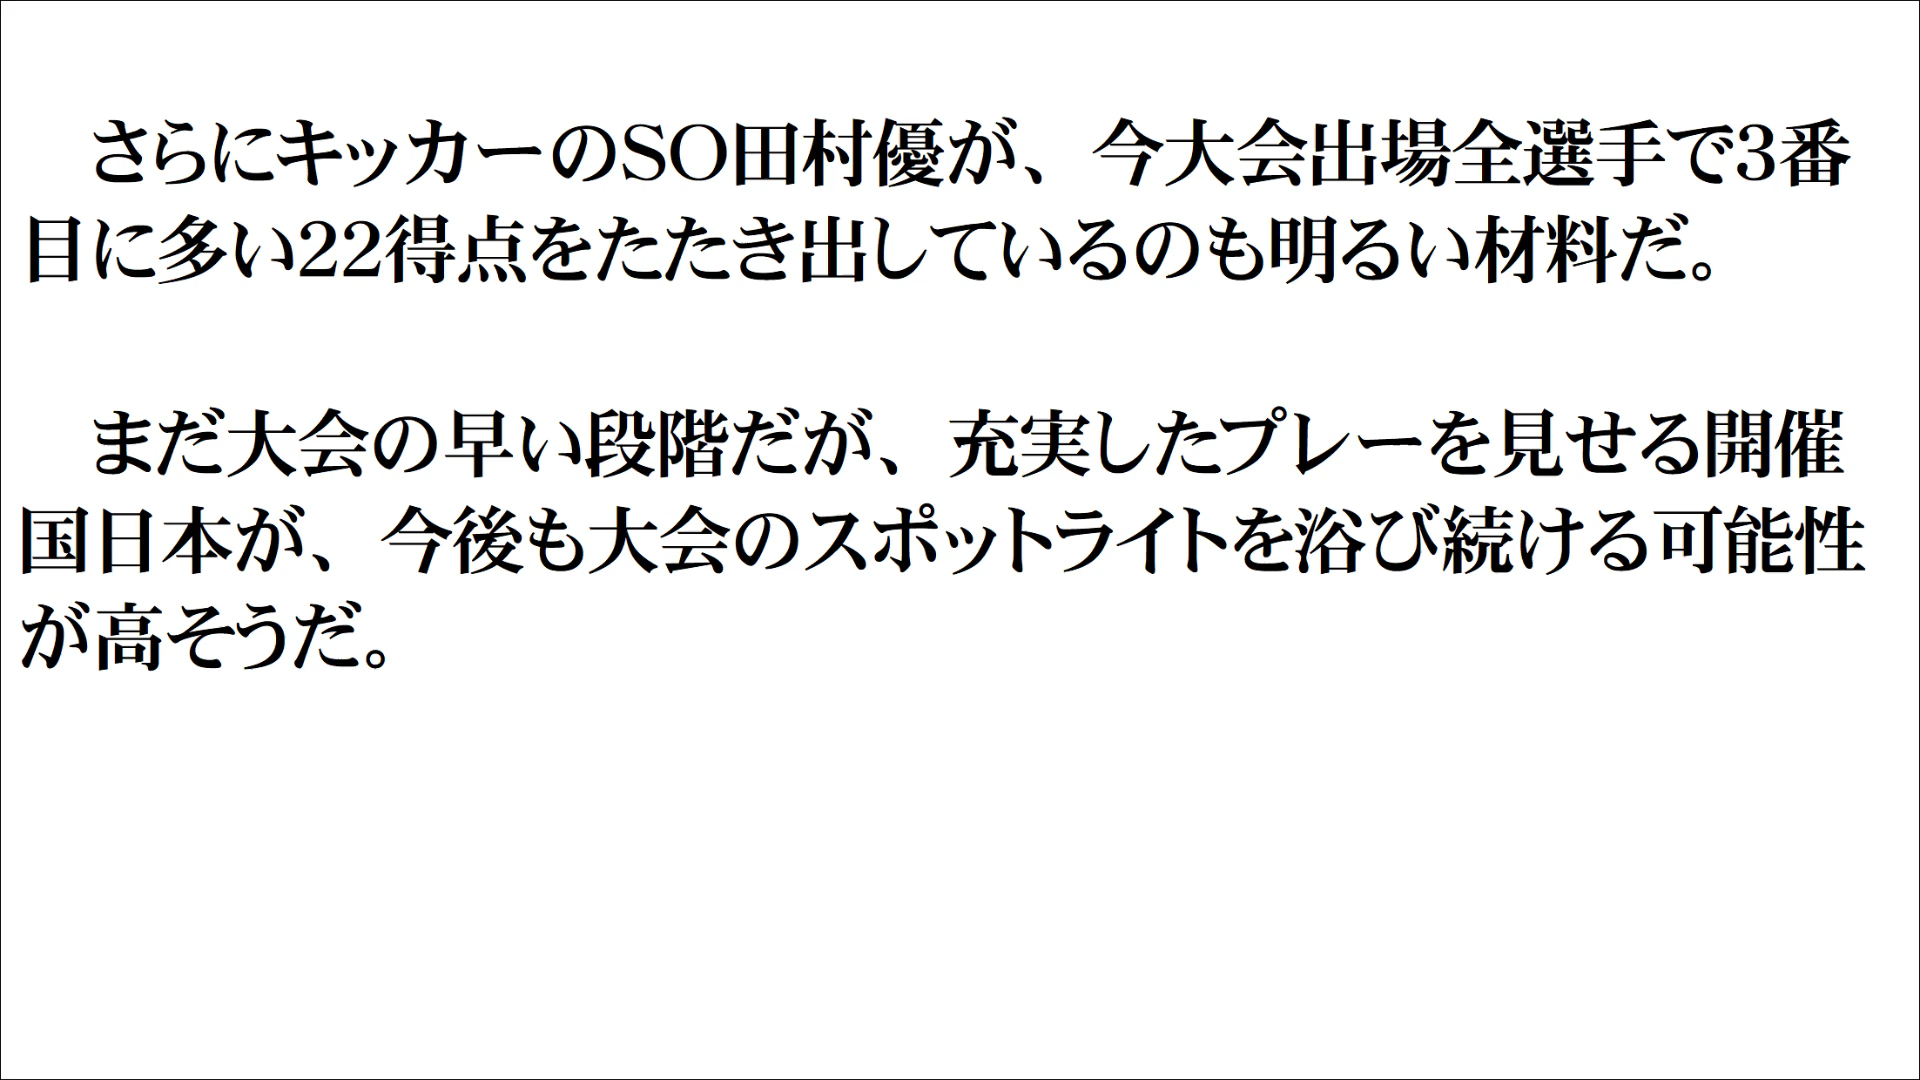 さらにキッカーのSO田村優が、今大会出場全選手で3番
目に多い22得点をたたき出しているのも明るい材料だ。
　まだ大会の早い段階だが、充実したプレーを見せる開催
国日本が、今後も大会のスポットライトを浴び続ける可能性
が高そうだ。